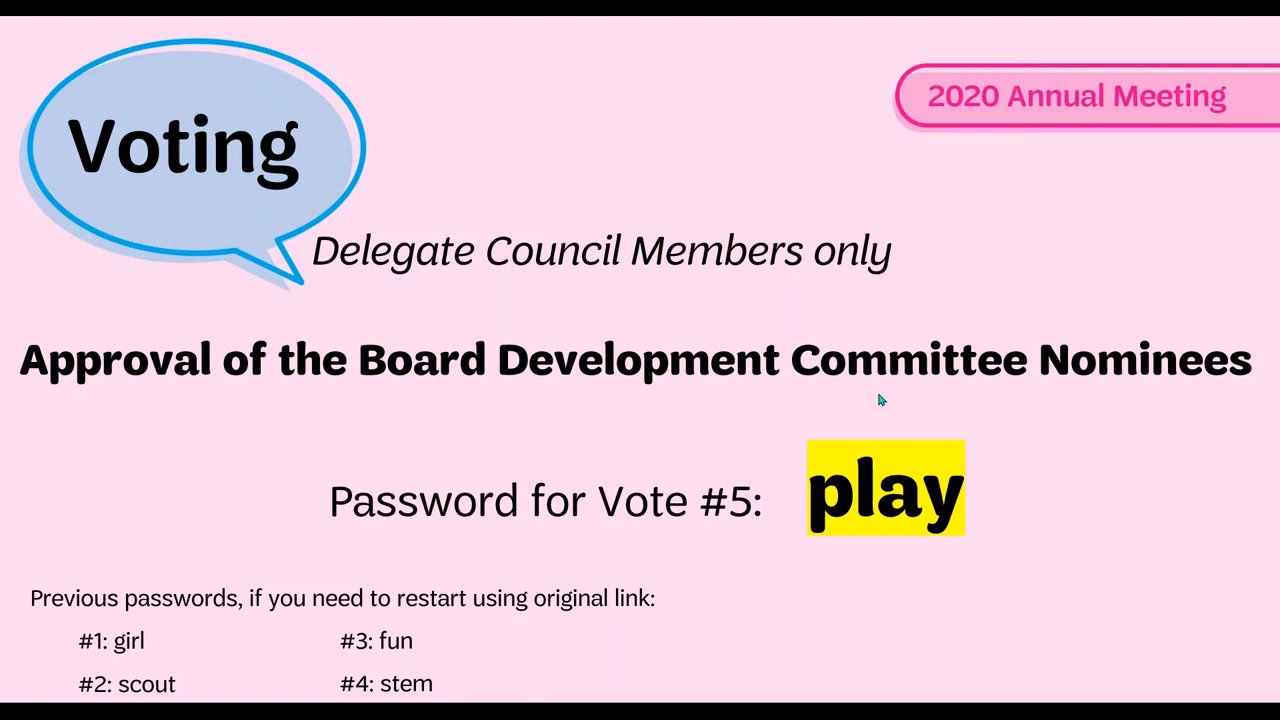 Voting
2020 Annual Meeting
Delegate Council Members only
Approval of the Board Development Committee Nominees
Password for Vote #5: play
Previous passwords, if you need to restart using original link:
#1: girl #3: fun
#2: scout #4: stem